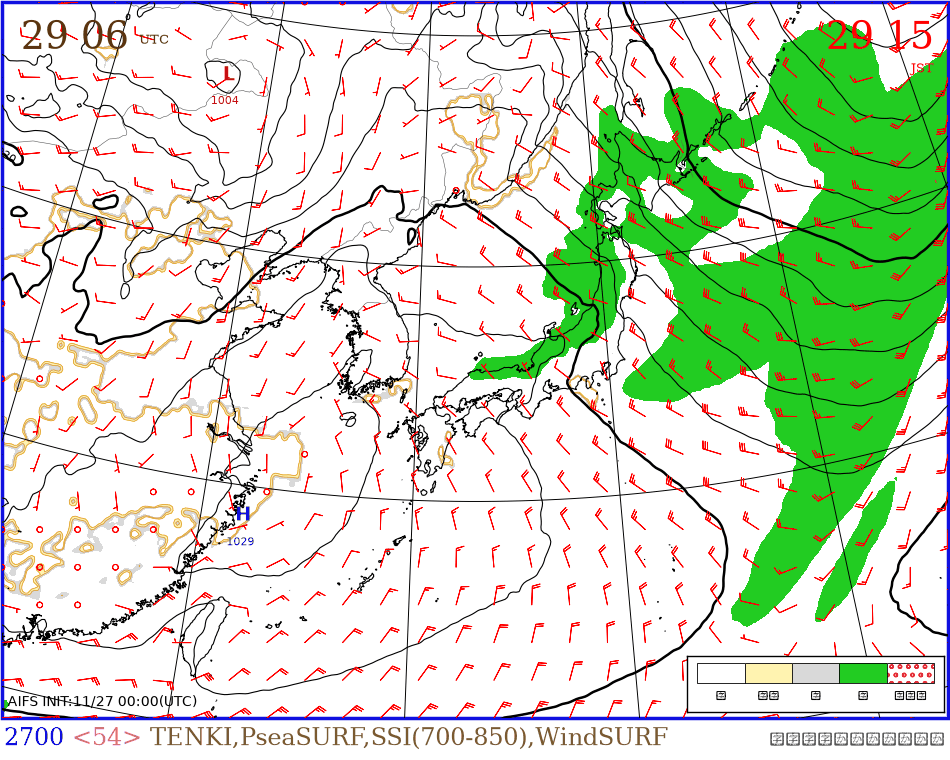 29 06 UTC
29 15
JST
L
1004
H
1029
AIFS INIT:11/27 00:00(UTC)
2700 <54> TENKI,PseaSURF,SSI(700-850),WindSURF